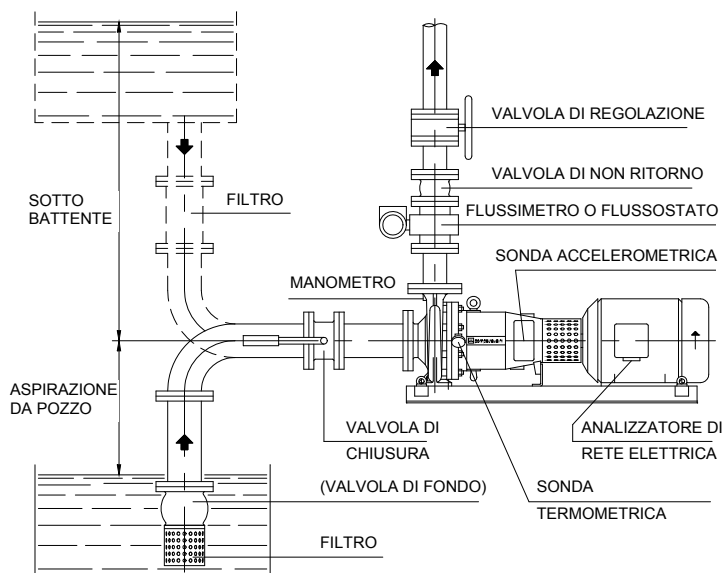 VALVOLA DI REGOLAZIONE
VALVOLA DI NON RITORNO
SOTTO
BATTENTE
FILTRO
FLUSSIMETRO O FLUSSOSTATO
SONDA ACCELEROMETRICA
MANOMETRO
ASPIRAZIONE
DA POZZO
VALVOLA DI
CHIUSURA
ANALIZZATORE DI
RETE ELETTRICA
(VALVOLA DI FONDO)
SONDA
TERMOMETRICA
FILTRO